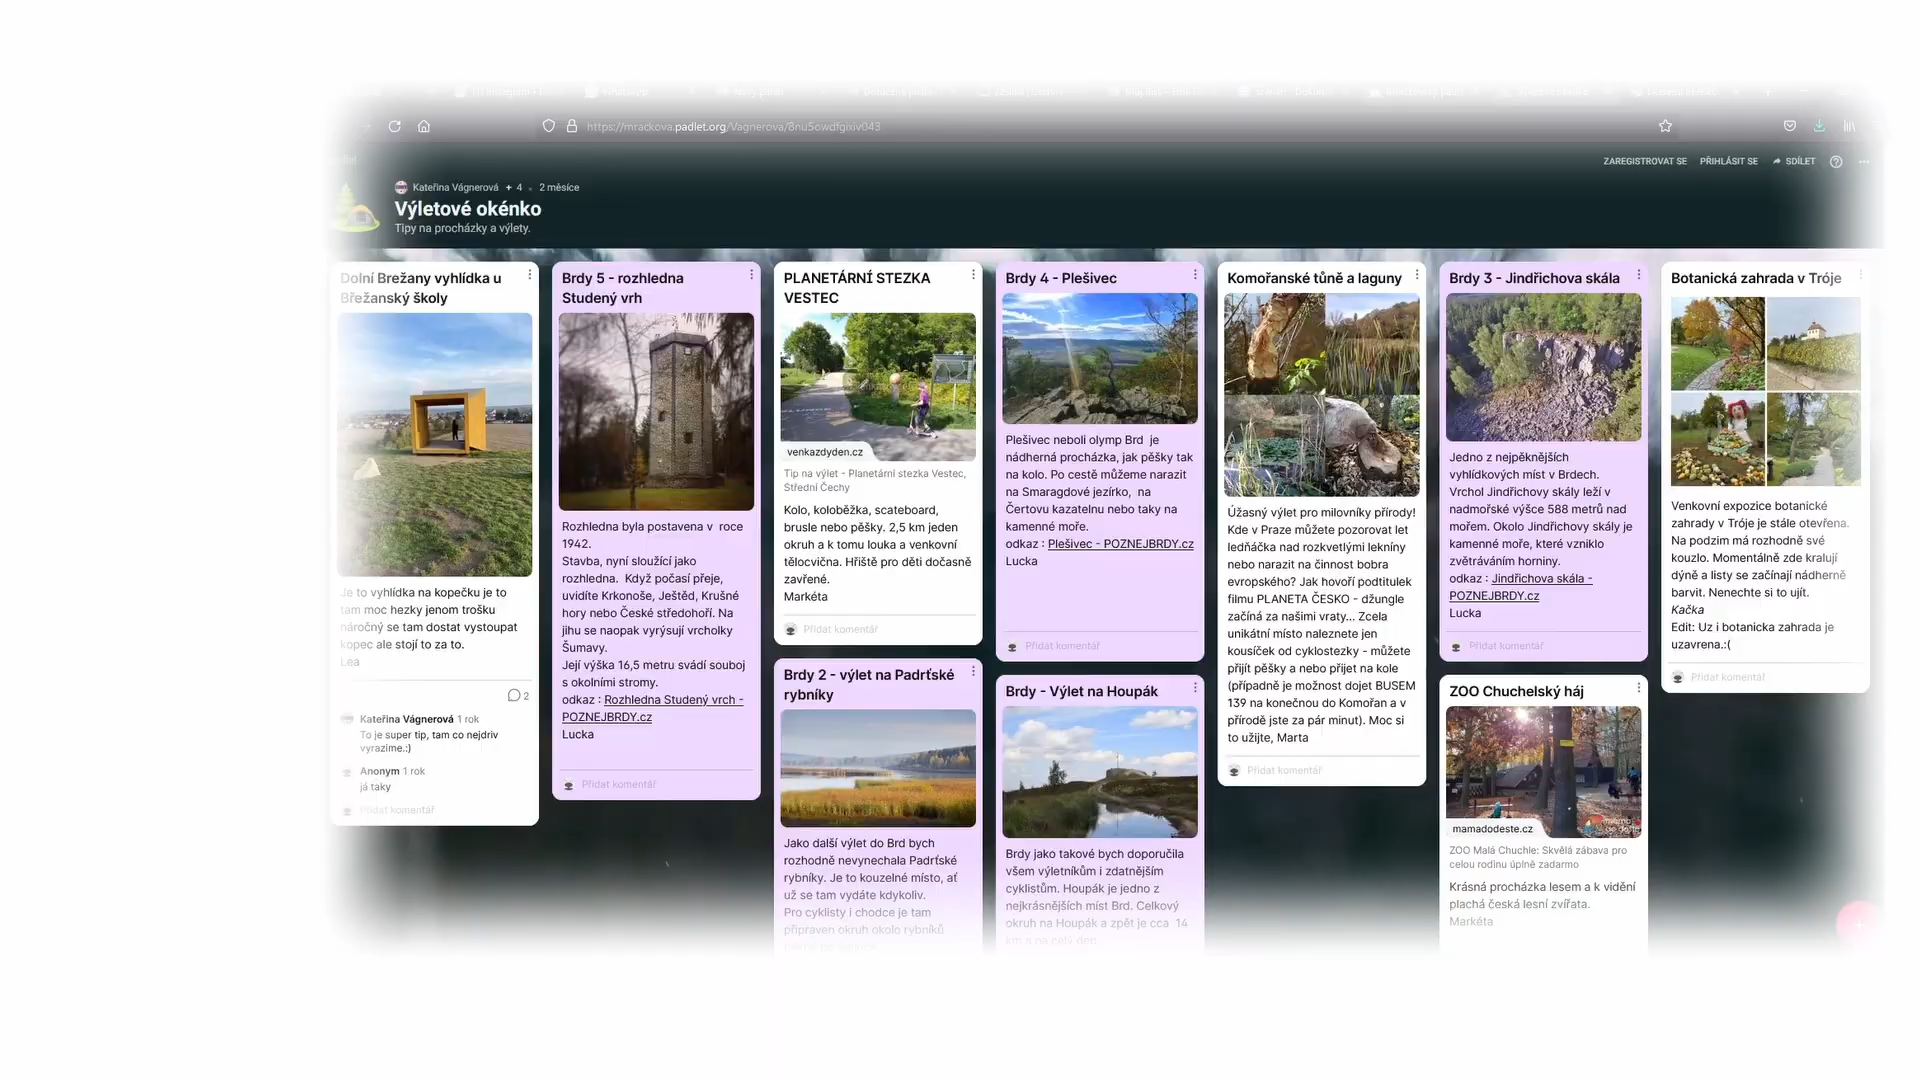 https://mrackova.padlet.org/Vagnerova/8nu5owdfgixiv043
ZAREGISTROVAT SE
PŘIHLÁSIT SE
SDÍLET
Kateřina Vágnerová + 4 2 měsíce
Výletové okénko
Tipy na procházky a výlety.
Dolní Brežany vyhlídka u
Břežanský školy
Je to vyhlídka na kopečku je to
tam moc hezky jenom trošku
náročný se tam dostat vystoupat
kopec ale stojí to za to.
Lea
2
Kateřina Vágnerová 1 rok
To je super tip, tam co nejdriv
vyrazime.:)
Anonym 1 rok
já taky
Přidat komentář
Brdy 5 - rozhledna
Studený vrh
Rozhledna byla postavena v roce
1942.
Stavba, nyní sloužící jako
rozhledna. Když počasí přeje,
uvidíte Krkonoše, Ještěd, Krušné
hory nebo České středohoří. Na
jihu se naopak vyrýsují vrcholky
Šumavy.
Její výška 16,5 metru svádí souboj
s okolními stromy.
odkaz : Rozhledna Studený vrch -
POZNEJBRDY.cz
Lucka
Přidat komentář
PLANETÁRNÍ STEZKA
VESTEC
venkazdyden.cz
Tip na výlet - Planetární stezka Vestec,
Střední Čechy
Kolo, koloběžka, scateboard,
brusle nebo pěšky. 2,5 km jeden
okruh a k tomu louka a venkovní
tělocvična. Hřiště pro děti dočasně
zavřené.
Markéta
Přidat komentář
Brdy 2 - výlet na Padrťské
rybníky
Jako další výlet do Brd bych
rozhodně nevynechala Padrťské
rybníky. Je to kouzelné místo, ať
už se tam vydáte kdykoliv.
Pro cyklisty i chodce je tam
připraven okruh okolo rybníků
Brdy 4 - Plešivec
Plešivec neboli olymp Brd je
nádherná procházka, jak pěšky tak
na kolo. Po cestě můžeme narazit
na Smaragdové jezírko, na
Čertovu kazatelnu nebo taky na
kamenné moře.
odkaz : Plešivec - POZNEJBRDY.cz
Lucka
Přidat komentář
Brdy - Výlet na Houpák
Brdy jako takové bych doporučila
všem výletníkům i zdatnějším
cyklistům. Houpák je jedno z
nejkrásnějších míst Brd. Celkový
okruh na Houpák a zpět je cca 14
km a na celý den.
Komořanské tůně a laguny
Úžasný výlet pro milovníky přírody!
Kde v Praze můžete pozorovat let
ledňáčka nad rozkvetlými lekníny
nebo narazit na činnost bobra
evropského? Jak hovoří podtitulek
filmu PLANETA ČESKO - džungle
začíná za našimi vraty... Zcela
unikátní místo naleznete jen
kousíček od cyklostezky - můžete
přijít pěšky a nebo přijet na kole
(případně je možnost dojet BUSEM
139 na konečnou do Komořan a v
přírodě jste za pár minut). Moc si
to užijte, Marta
Přidat komentář
Brdy 3 - Jindřichova skála
Jedno z nejpěknějších
vyhlídkových míst v Brdech.
Vrchol Jindřichovy skály leží v
nadmořské výšce 588 metrů nad
mořem. Okolo Jindřichovy skály je
kamenné moře, které vzniklo
zvětráváním horniny.
odkaz : Jindřichova skála -
POZNEJBRDY.cz
Lucka
Přidat komentář
ZOO Chuchelský háj
mamadodeste.cz
ZOO Malá Chuchle: Skvělá zábava pro
celou rodinu úplně zadarmo
Krásná procházka lesem a k vidění
plachá česká lesní zvířata.
Markéta
Botanická zahrada v Tróje
Venkovní expozice botanické
zahrady v Tróje je stále otevřena.
Na podzim má rozhodně své
kouzlo. Momentálně zde kralují
dýně a listy se začínají nádherně
barvit. Nenechte si to ujít.
Kačka
Edit: Uz i botanicka zahrada je
uzavrena.:(
Přidat komentář